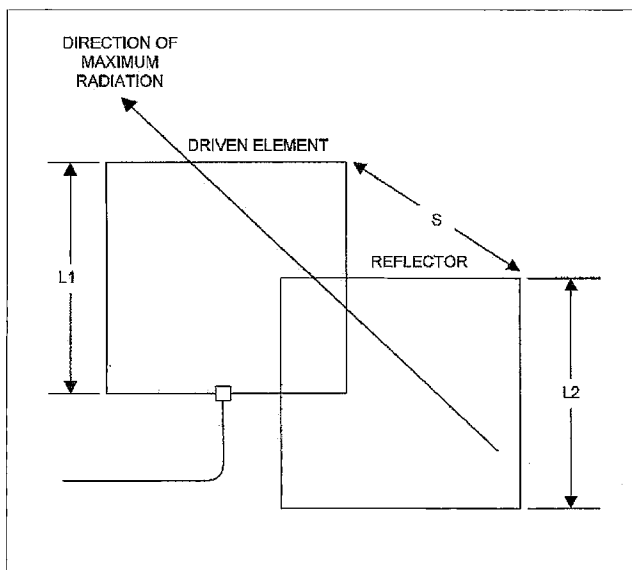 DIRECTION OF
MAXIMUM
RADIATION
DRIVEN ELEMENT
S
REFLECTOR
L1
L2